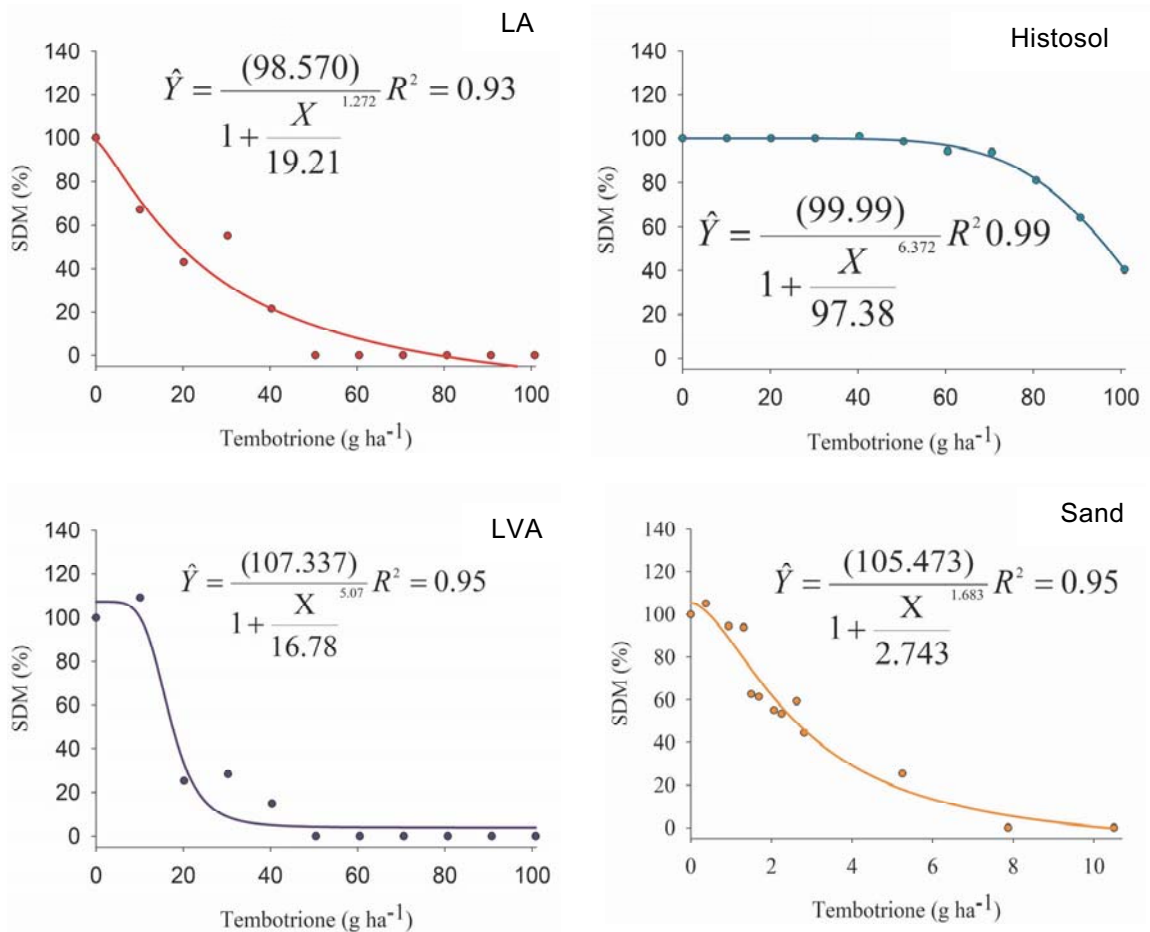 LA
140
120
100
80
60
40
20
0
SDM (%)
Ŷ = (98.570) / 1 + X / 19.21 ^1.272 R² = 0.93
0 20 40 60 80 100
Tembotrione (g ha⁻¹)
Histosol
140
120
100
80
60
40
20
0
SDM (%)
Ŷ = (99.99) / 1 + X / 97.38 ^6.372 R² 0.99
0 20 40 60 80 100
Tembotrione (g ha⁻¹)
LVA
140
120
100
80
60
40
20
0
SDM (%)
Ŷ = (107.337) / 1 + X / 16.78 ^5.07 R² = 0.95
0 20 40 60 80 100
Tembotrione (g ha⁻¹)
Sand
140
120
100
80
60
40
20
0
SDM (%)
Ŷ = (105.473) / 1 + X / 2.743 ^1.683 R² = 0.95
0 2 4 6 8 10
Tembotrione (g ha⁻¹)